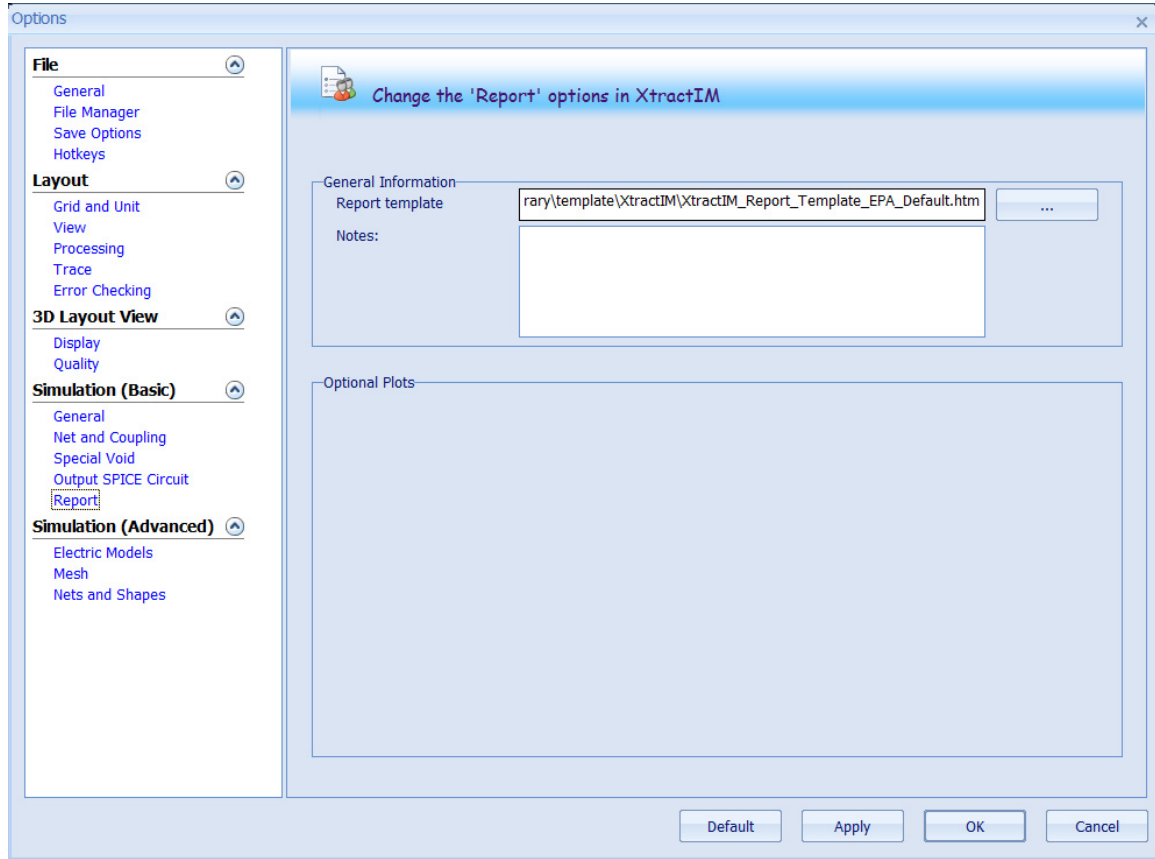 Options
File
General
File Manager
Save Options
Hotkeys
Layout
Grid and Unit
View
Processing
Trace
Error Checking
3D Layout View
Display
Quality
Simulation (Basic)
General
Net and Coupling
Special Void
Output SPICE Circuit
Report
Simulation (Advanced)
Electric Models
Mesh
Nets and Shapes
Change the 'Report' options in XtractIM
General Information
Report template rary\template\XtractIM\XtractIM_Report_Template_EPA_Default.htm ...
Notes:
Optional Plots
Default Apply OK Cancel